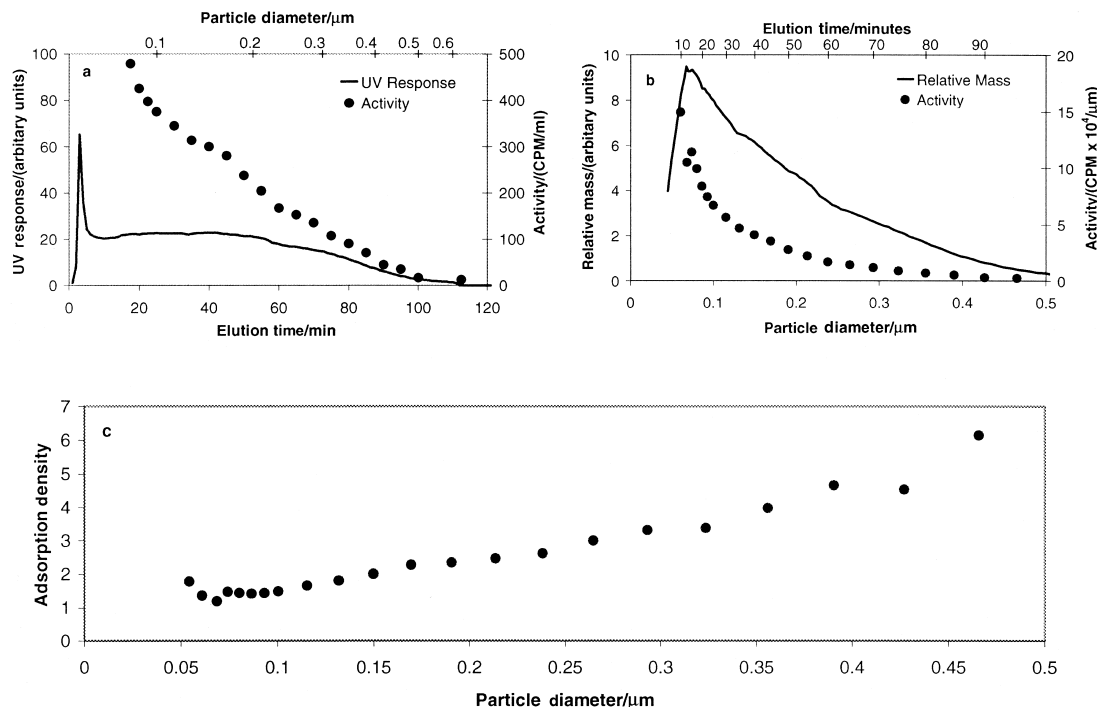 Particle diameter/µm
0.1 0.2 0.3 0.4 0.5 0.6
100 500
a
UV Response
Activity
80 400
60 300
40 200
20 100
0 0
0 20 40 60 80 100 120
UV response/(arbitary units)
Activity/(CPM/ml)
Elution time/min
Elution time/minutes
10 20 30 40 50 60 70 80 90
10 20
b
Relative Mass
Activity
8 15
6 10
4
2 5
0 0
0 0.1 0.2 0.3 0.4 0.5
Relative mass/(arbitary units)
Activity/(CPM x 10⁴/µm)
Particle diameter/µm
c
7
6
5
4
3
2
1
0
Adsorption density
0 0.05 0.1 0.15 0.2 0.25 0.3 0.35 0.4 0.45 0.5
Particle diameter/µm